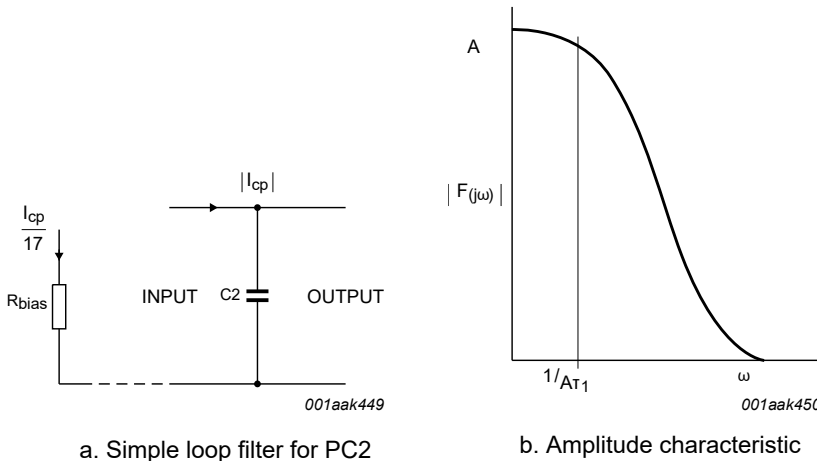 |Icp|
Icp
17
Rbias
INPUT
C2
OUTPUT
001aak449
a. Simple loop filter for PC2
A
| F(jω) |
1/Aτ1
ω
001aak450
b. Amplitude characteristic